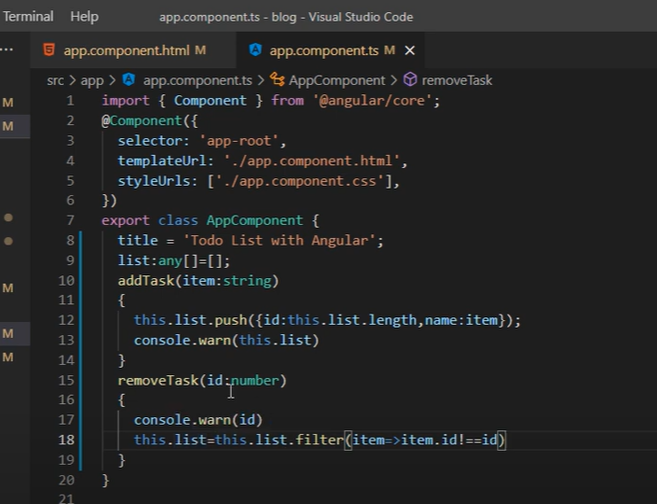 Terminal Help app.component.ts - blog - Visual Studio Code
... app.component.html M app.component.ts M ×
src > app > app.component.ts > AppComponent > removeTask
M 1 import { Component } from '@angular/core';
M 2 @Component({
3 selector: 'app-root',
4 templateUrl: './app.component.html',
5 styleUrls: ['./app.component.css'],
6 })
7 export class AppComponent {
8 title = 'Todo List with Angular';
9 list:any[]=[];
M 10 addTask(item:string)
11 {
M 12 this.list.push({id:this.list.length,name:item});
M 13 console.warn(this.list)
14 }
15 removeTask(id:number)
16 {
17 console.warn(id)
18 this.list=this.list.filter(item=>item.id!==id)
19 }
20 }
21